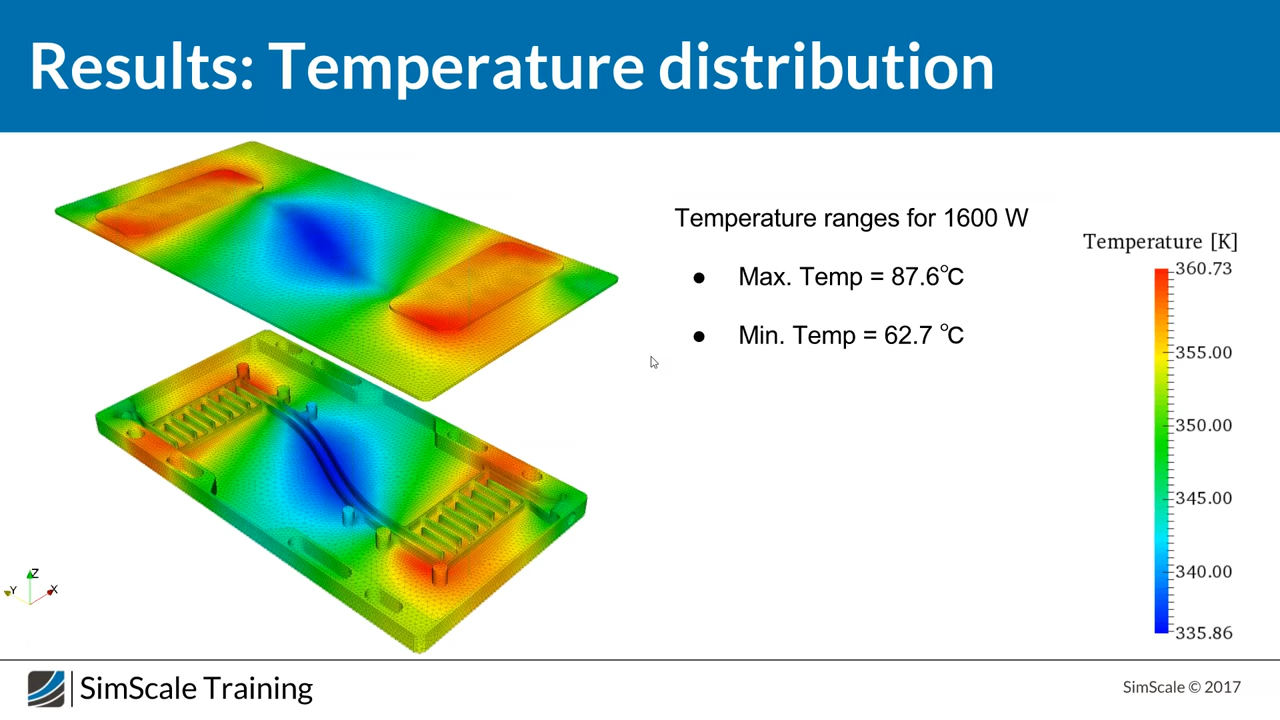 Results: Temperature distribution
Temperature ranges for 1600 W
● Max. Temp = 87.6℃
● Min. Temp = 62.7 ℃
Temperature [K]
360.73
355.00
350.00
345.00
340.00
335.86
Z
Y
X
SimScale Training
SimScale © 2017